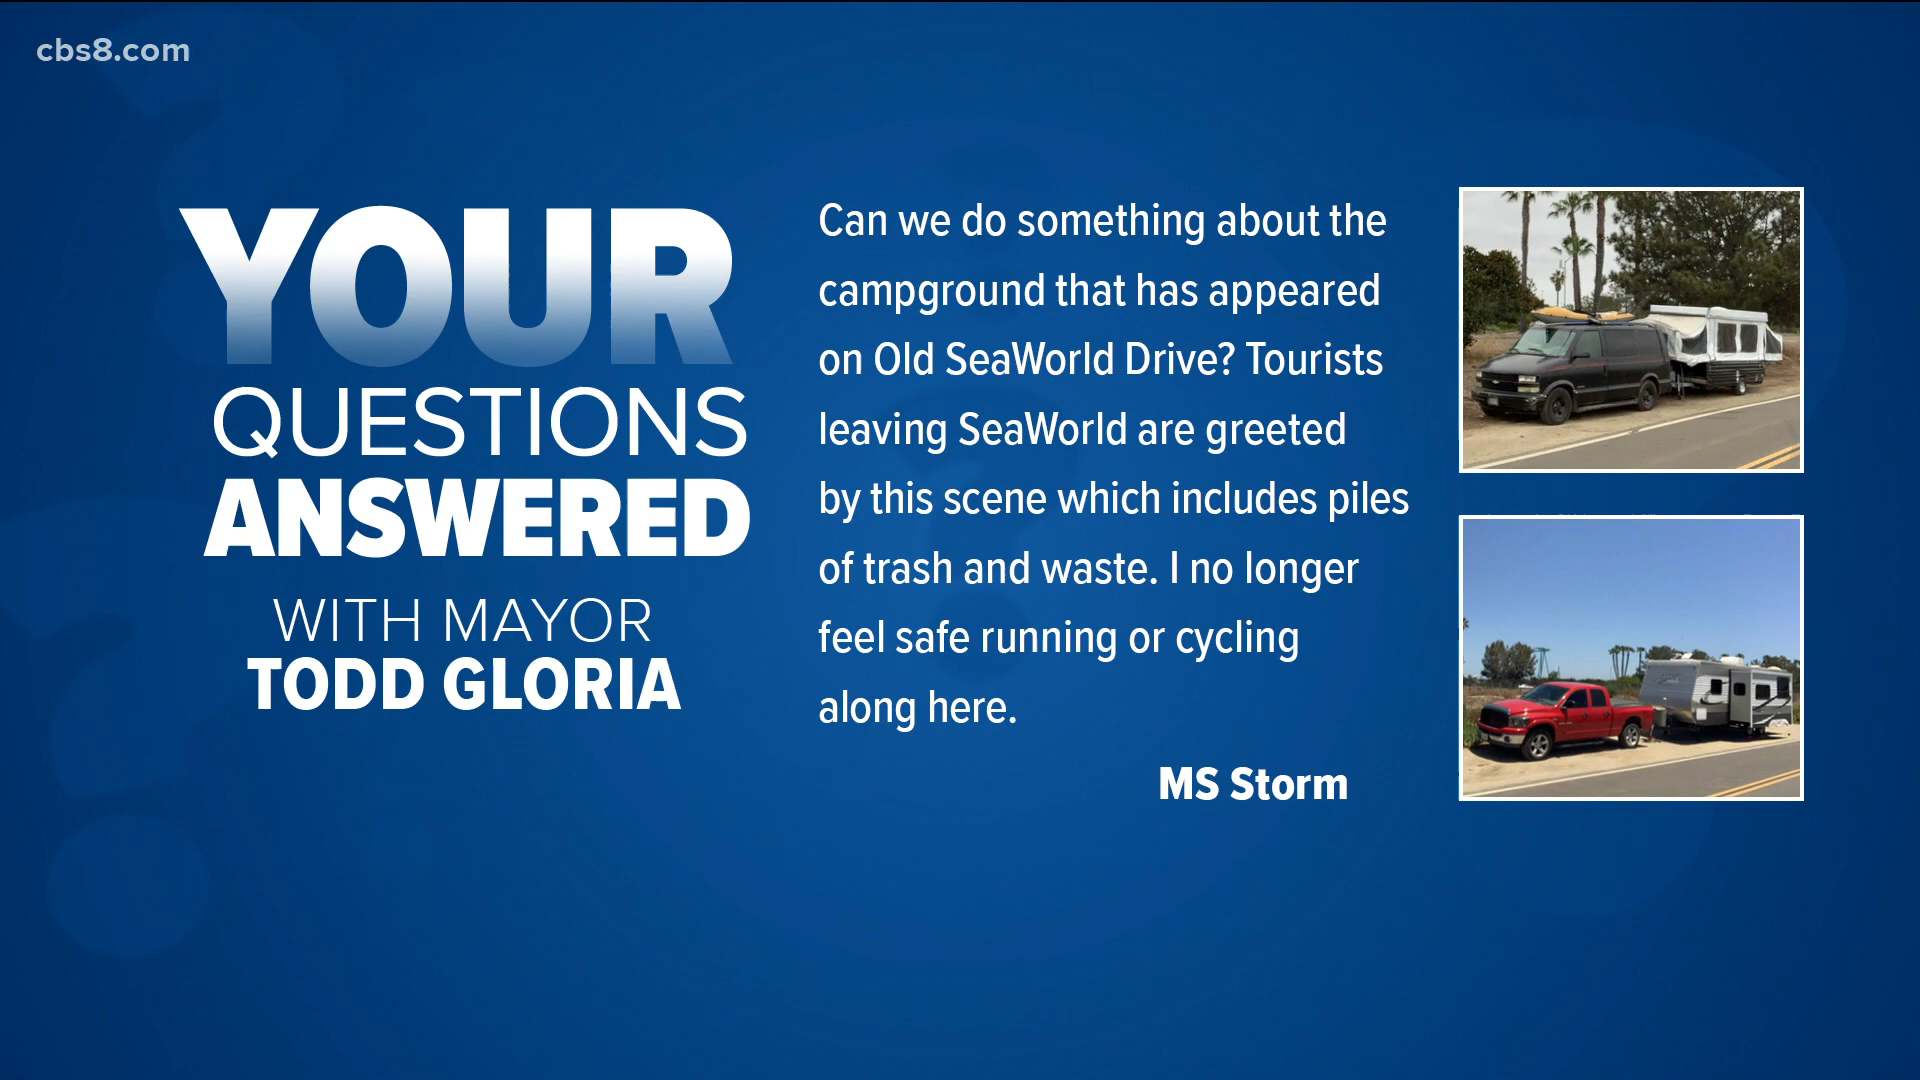 cbs8.com
YOUR
QUESTIONS
ANSWERED
WITH MAYOR
TODD GLORIA
Can we do something about the
campground that has appeared
on Old SeaWorld Drive? Tourists
leaving SeaWorld are greeted
by this scene which includes piles
of trash and waste. I no longer
feel safe running or cycling
along here.
MS Storm